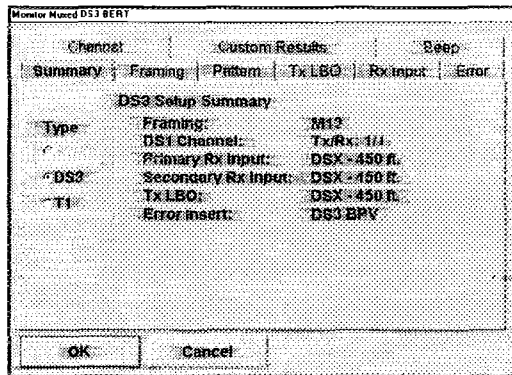 Monitor Muxed DS3 BERT
Channel Custom Results Beep
Summary Framing Pattern Tx LBO Rx Input Error
DS3 Setup Summary
Type
DS3
T1
Framing: M13
DS1 Channel: Tx/Rx: 1/1
Primary Rx Input: DSX - 450 ft.
Secondary Rx Input: DSX - 450 ft.
Tx LBO: DSX - 450 ft.
Error Insert: DS3 BPV
OK Cancel